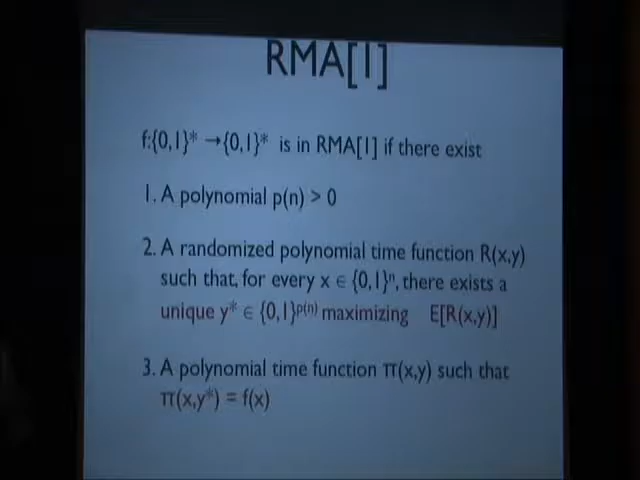 RMA[1]
f:{0,1}* →{0,1}* is in RMA[1] if there exist
1. A polynomial p(n) > 0
2. A randomized polynomial time function R(x,y)
such that, for every x ∈ {0,1}ⁿ, there exists a
unique y* ∈ {0,1}ᵖ⁽ⁿ⁾ maximizing E[R(x,y)]
3. A polynomial time function π(x,y) such that
π(x,y*) = f(x)